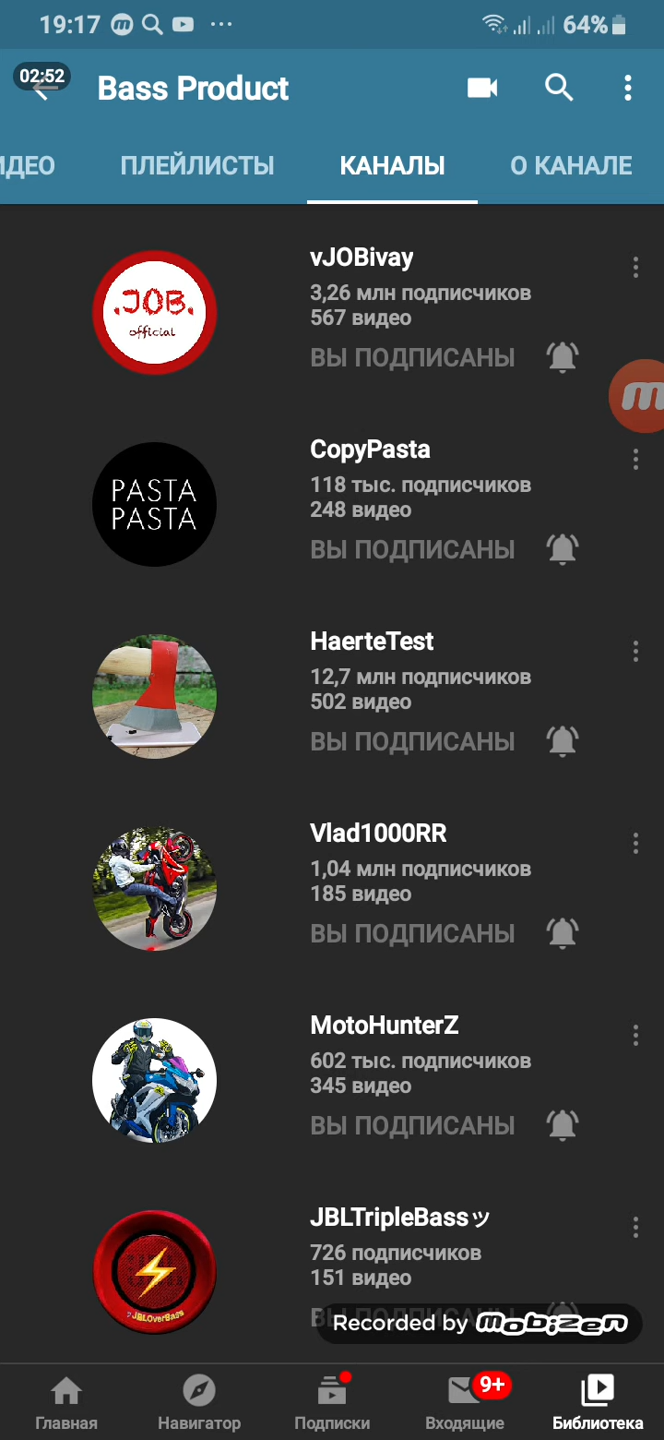 19:17
64%
02:52
Bass Product
ИДЕО ПЛЕЙЛИСТЫ КАНАЛЫ О КАНАЛЕ
.JOB.
official
vJOBivay
3,26 млн подписчиков
567 видео
ВЫ ПОДПИСАНЫ
PASTA
PASTA
CopyPasta
118 тыс. подписчиков
248 видео
ВЫ ПОДПИСАНЫ
HaerteTest
12,7 млн подписчиков
502 видео
ВЫ ПОДПИСАНЫ
Vlad1000RR
1,04 млн подписчиков
185 видео
ВЫ ПОДПИСАНЫ
MotoHunterZ
602 тыс. подписчиков
345 видео
ВЫ ПОДПИСАНЫ
JBLOverBass
JBLTripleBassッ
726 подписчиков
151 видео
Recorded by mobizen
9+
Главная Навигатор Подписки Входящие Библиотека